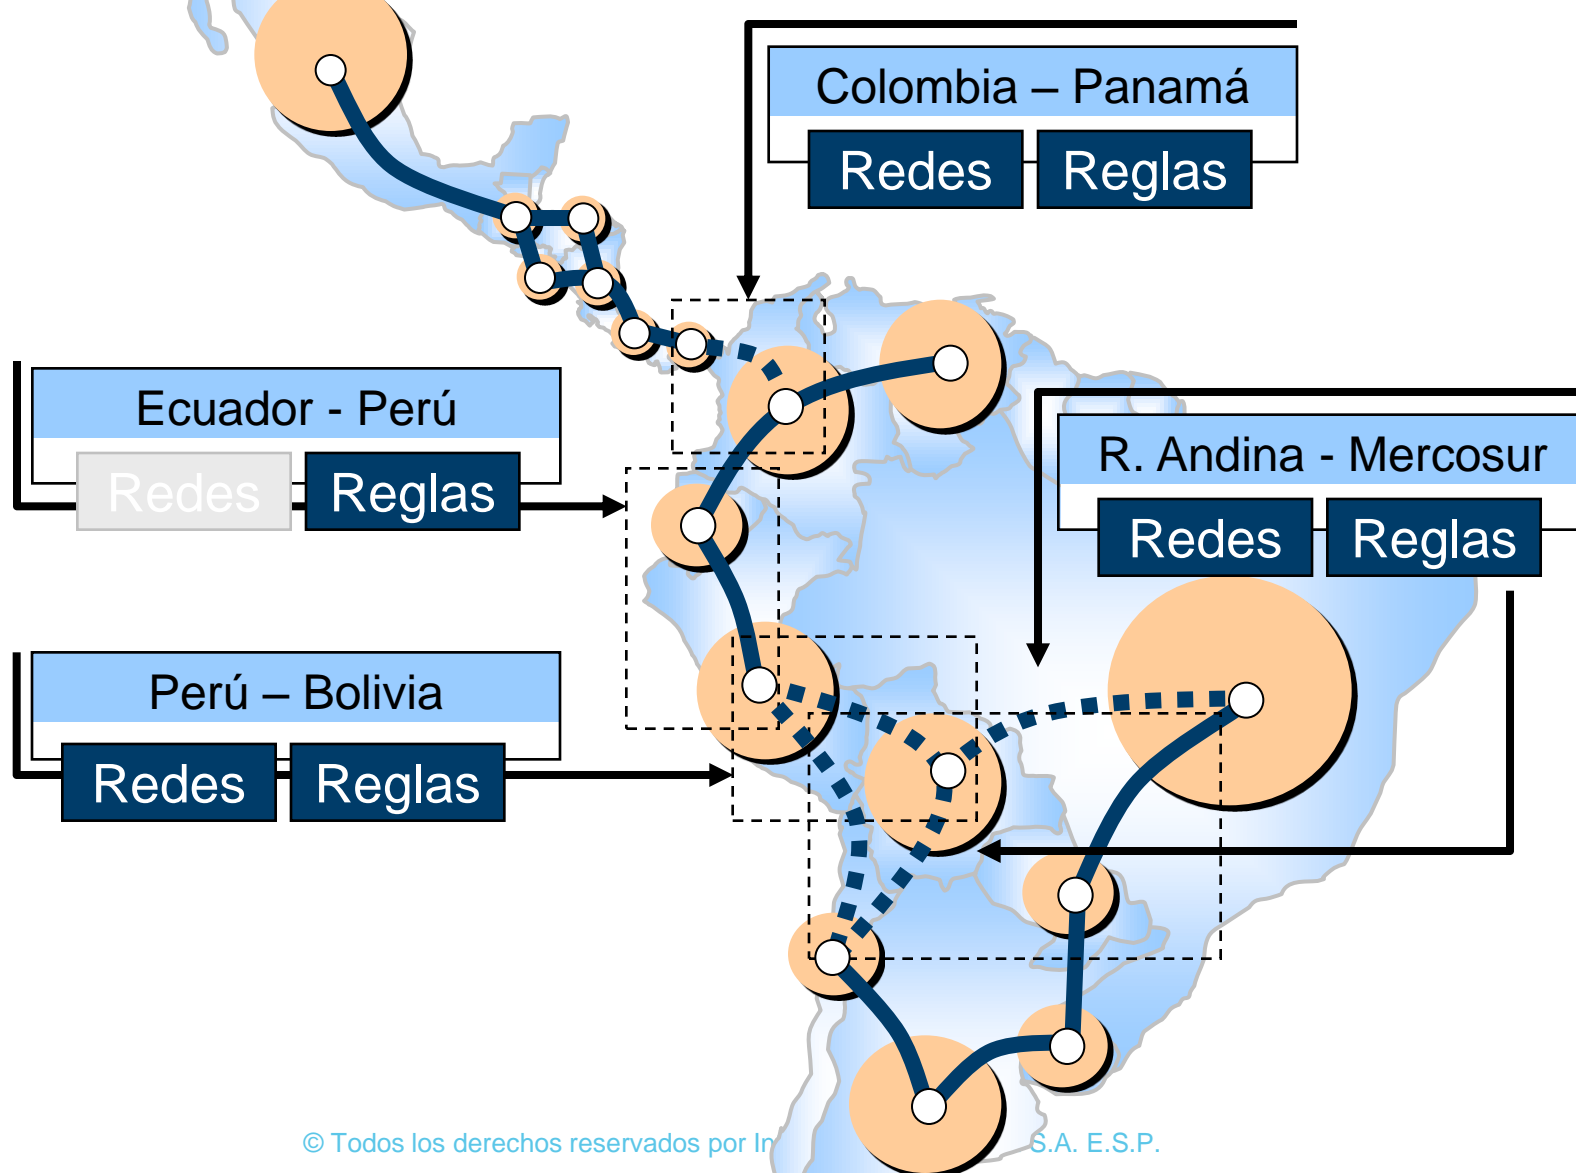 Colombia – Panamá
Redes Reglas
Ecuador - Perú
Redes Reglas
R. Andina - Mercosur
Redes Reglas
Perú – Bolivia
Redes Reglas
© Todos los derechos reservados por S.A. E.S.P.